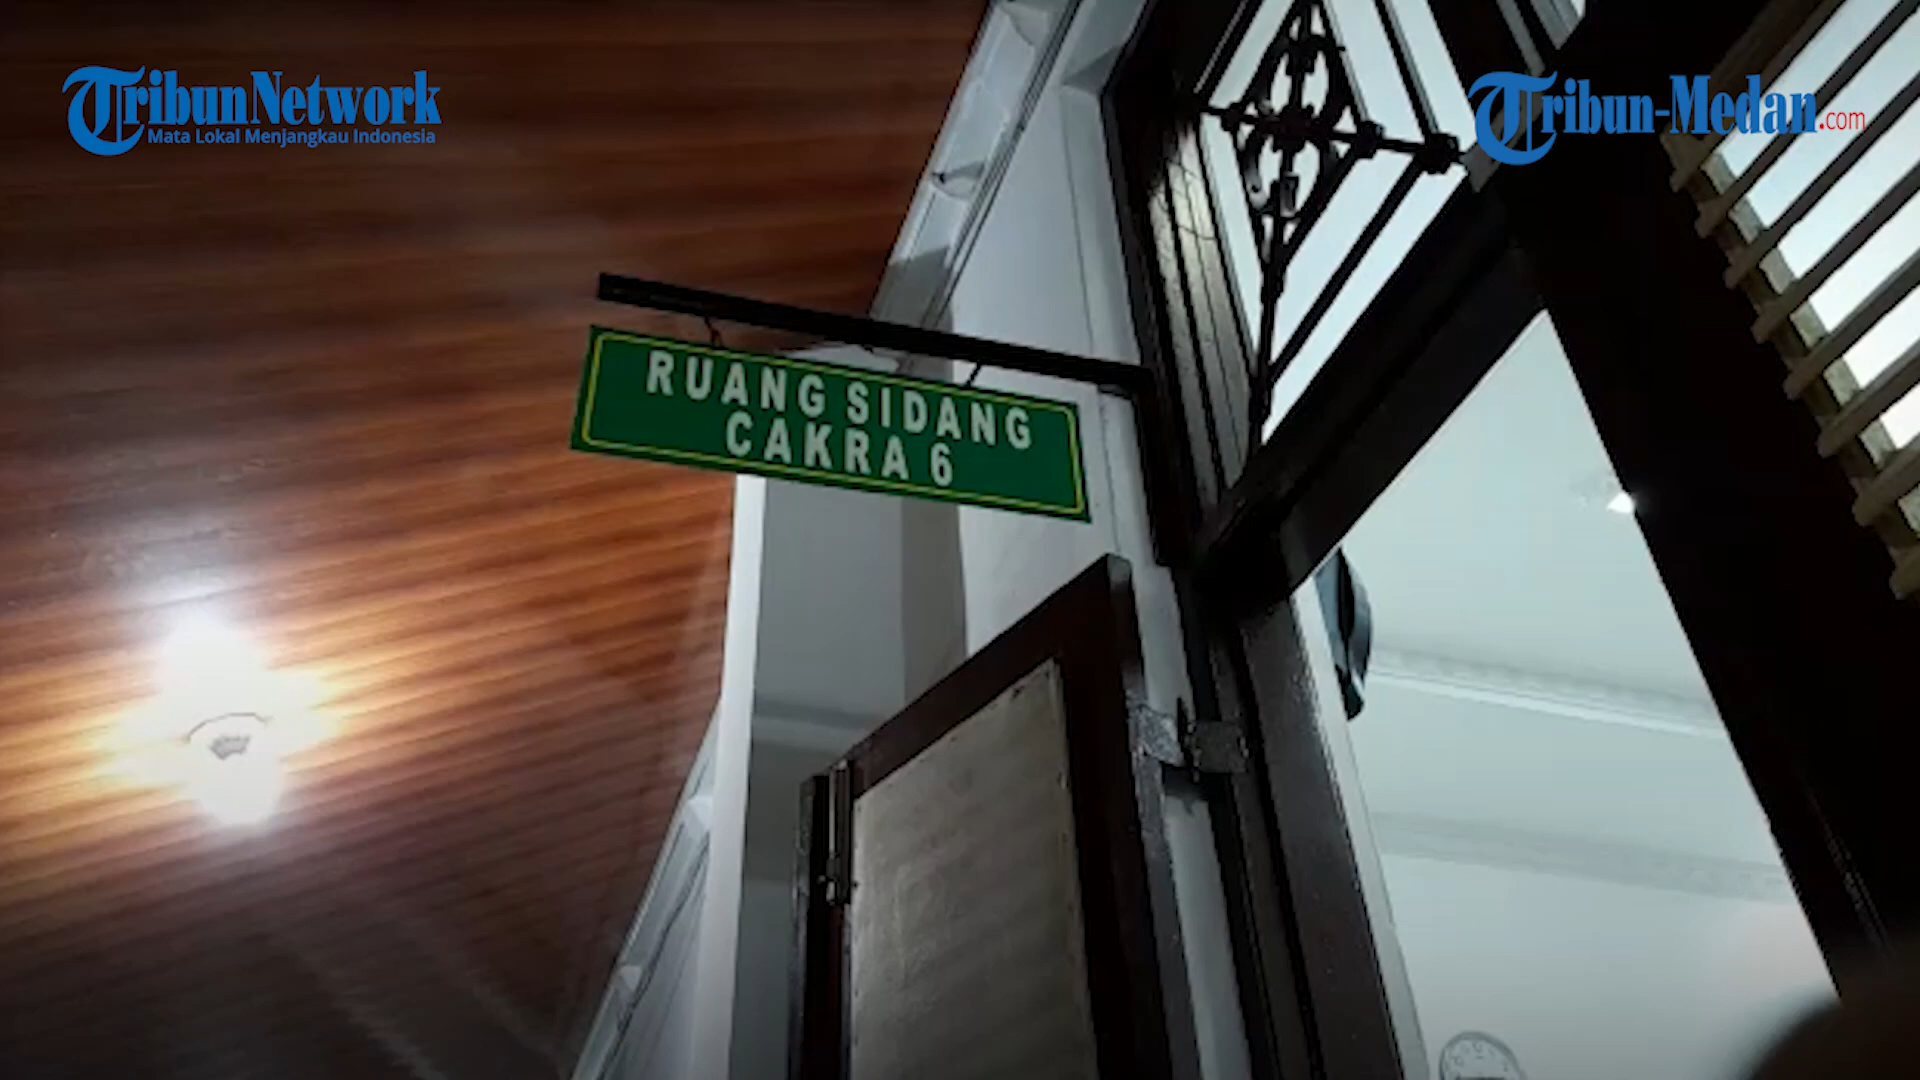 TribunNetwork
Mata Lokal Menjangkau Indonesia
Tribun-Medan.com
RUANG SIDANG
CAKRA 6